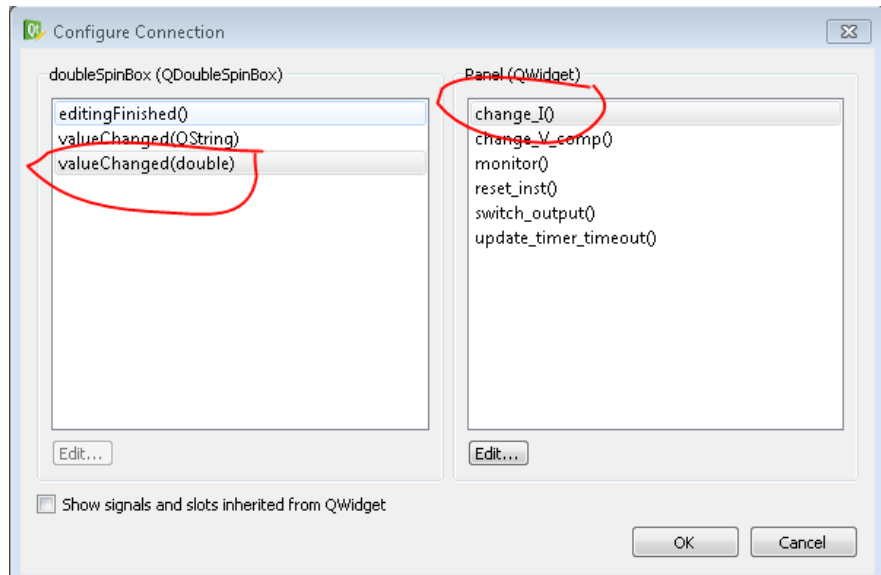 Configure Connection
doubleSpinBox (QDoubleSpinBox)
editingFinished()
valueChanged(QString)
valueChanged(double)
Edit...
Panel (QWidget)
change_I()
change_V_comp()
monitor()
reset_inst()
switch_output()
update_timer_timeout()
Edit...
Show signals and slots inherited from QWidget
OK
Cancel